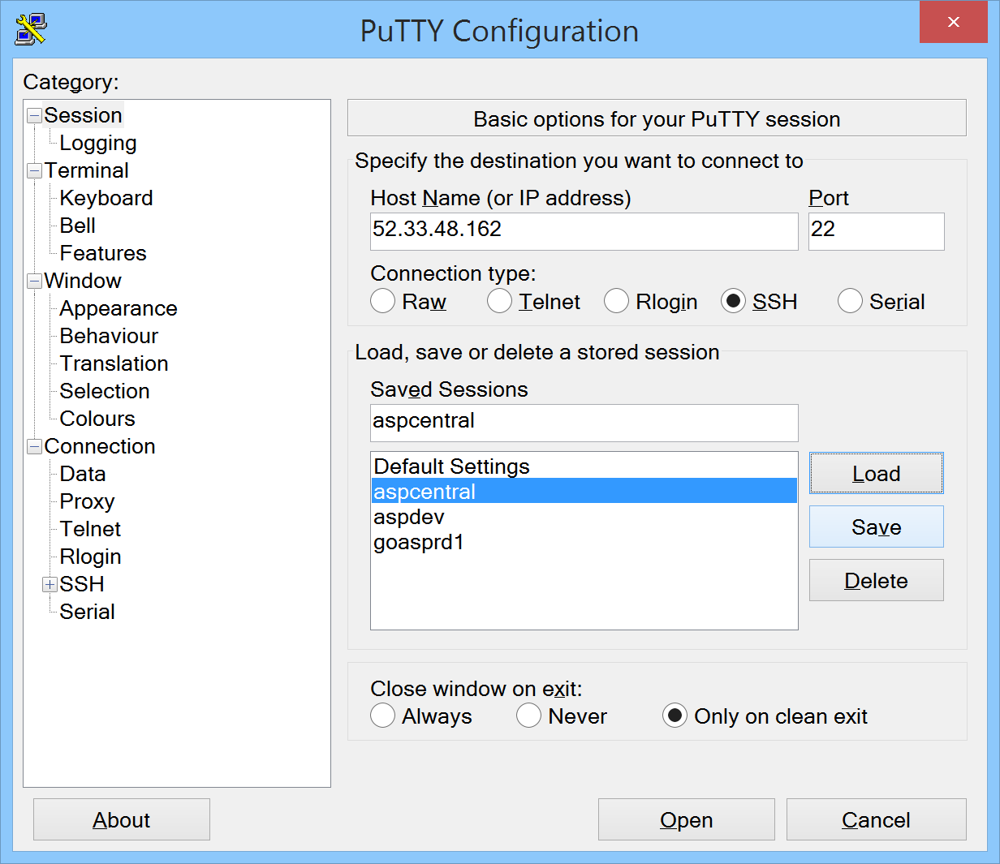 PuTTY Configuration
Category:
Session
Logging
Terminal
Keyboard
Bell
Features
Window
Appearance
Behaviour
Translation
Selection
Colours
Connection
Data
Proxy
Telnet
Rlogin
SSH
Serial
Basic options for your PuTTY session
Specify the destination you want to connect to
Host Name (or IP address) Port
52.33.48.162 22
Connection type:
Raw Telnet Rlogin SSH Serial
Load, save or delete a stored session
Saved Sessions
aspcentral
Default Settings
aspcentral
aspdev
goasprd1
Load
Save
Delete
Close window on exit:
Always Never Only on clean exit
About Open Cancel